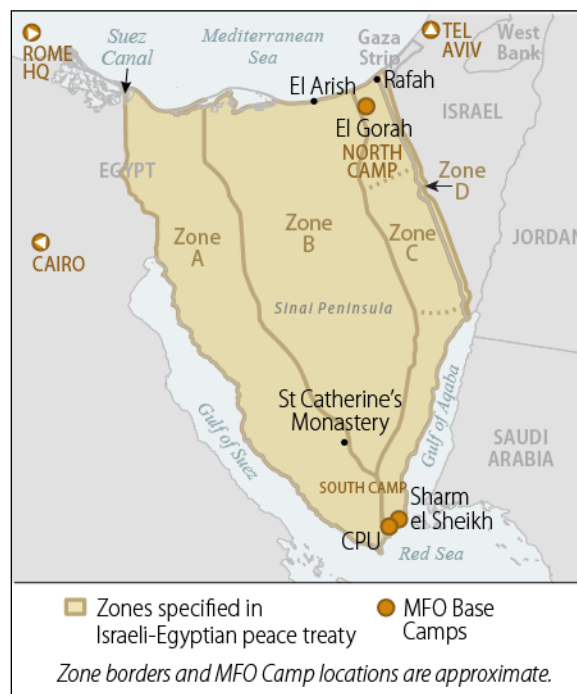 ROME
HQ
Suez
Canal
Mediterranean
Sea
Gaza
Strip
TEL
AVIV
West
Bank
El Arish
Rafah
ISRAEL
El Gorah
NORTH
CAMP
EGYPT
Zone
D
CAIRO
Zone
A
Zone
B
Zone
C
JORDAN
Sinai Peninsula
St Catherine's
Monastery
Gulf of Suez
Gulf of Aqaba
SAUDI
ARABIA
SOUTH CAMP
Sharm
el Sheikh
CPU
Red Sea
Zones specified in
Israeli-Egyptian peace treaty
MFO Base
Camps
Zone borders and MFO Camp locations are approximate.